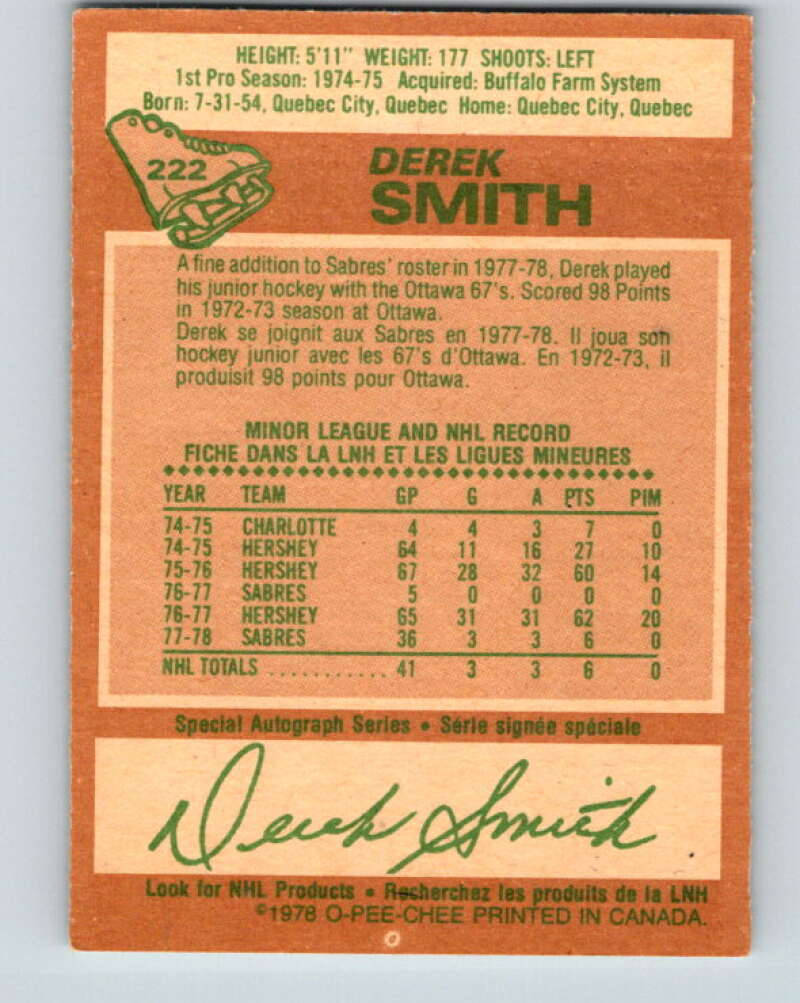 HEIGHT: 5'11" WEIGHT: 177 SHOOTS: LEFT
1st Pro Season: 1974-75 Acquired: Buffalo Farm System
Born: 7-31-54, Quebec City, Quebec Home: Quebec City, Quebec
222
DEREK
SMITH
A fine addition to Sabres' roster in 1977-78, Derek played
his junior hockey with the Ottawa 67's. Scored 98 Points
in 1972-73 season at Ottawa.
Derek se joignit aux Sabres en 1977-78. Il joua son
hockey junior avec les 67's d'Ottawa. En 1972-73, il
produisit 98 points pour Ottawa.
MINOR LEAGUE AND NHL RECORD
FICHE DANS LA LNH ET LES LIGUES MINEURES
YEAR TEAM GP G A PTS PIM
74-75 CHARLOTTE 4 4 3 7 0
74-75 HERSHEY 64 11 16 27 10
75-76 HERSHEY 67 28 32 60 14
76-77 SABRES 5 0 0 0 0
76-77 HERSHEY 65 31 31 62 20
77-78 SABRES 36 3 3 6 0
NHL TOTALS ............ 41 3 3 6 0
Special Autograph Series • Série signée spéciale
Derek Smith
Look for NHL Products • Recherchez les produits de la LNH
©1978 O-PEE-CHEE PRINTED IN CANADA.